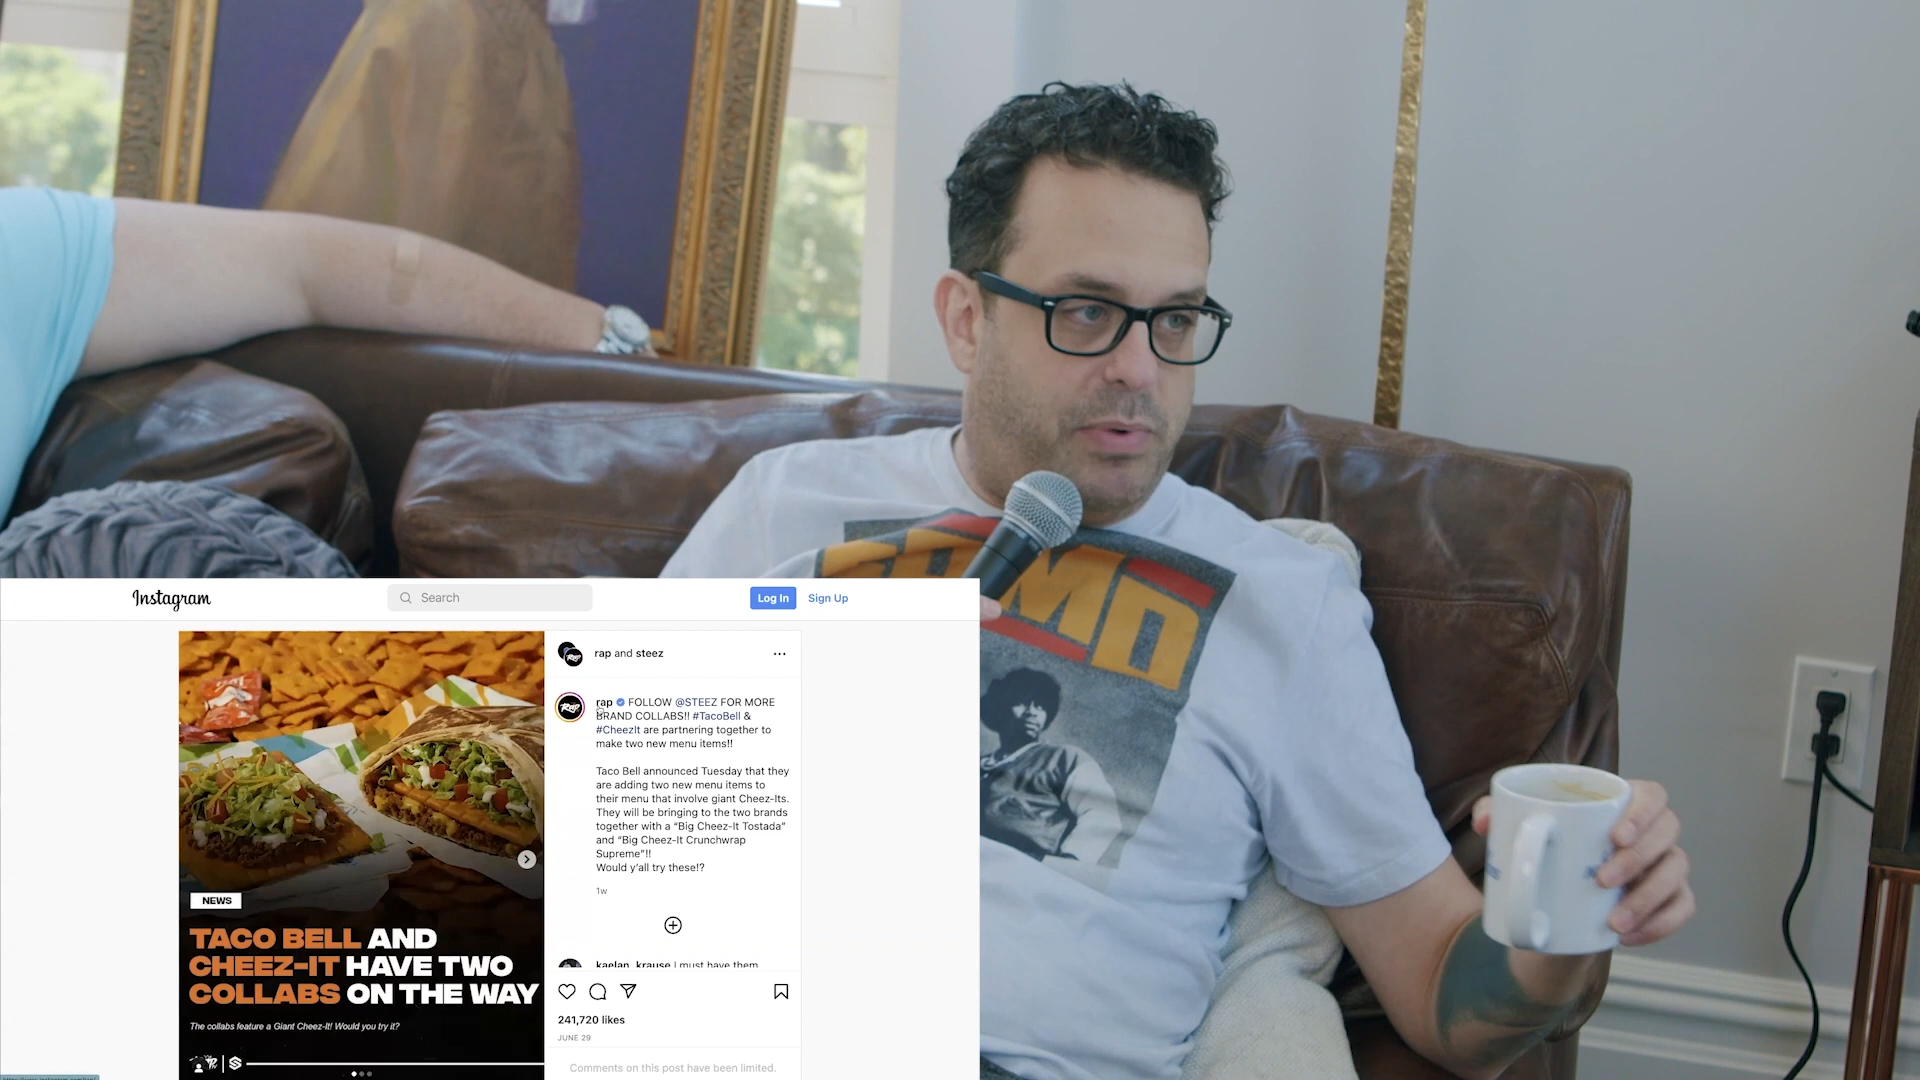 Instagram
Search
Log In
Sign Up
rap and steez
rap FOLLOW @STEEZ FOR MORE
BRAND COLLABS!! #TacoBell &
#CheezIt are partnering together to
make two new menu items!!
Taco Bell announced Tuesday that they
are adding two new menu items to
their menu that involve giant Cheez-Its.
They will be bringing to the two brands
together with a “Big Cheez-It Tostada”
and “Big Cheez-It Crunchwrap
Supreme”!!
Would y'all try these!?
1w
kaelan_krause I must have them
241,720 likes
JUNE 29
Comments on this post have been limited.
NEWS
TACO BELL AND
CHEEZ-IT HAVE TWO
COLLABS ON THE WAY
The collabs feature a Giant Cheez-It! Would you try it?
RAP